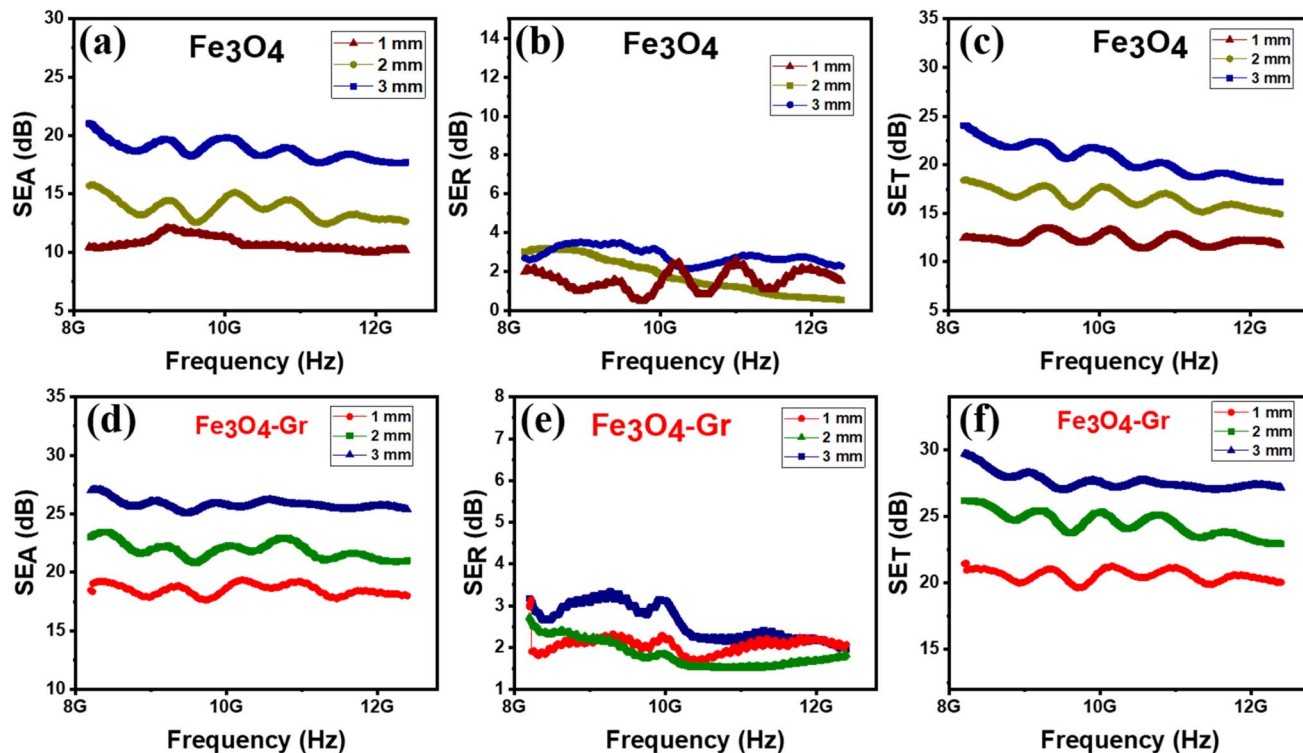 (a)
Fe3O4
1 mm
2 mm
3 mm
30
25
20
15
10
5
SEA (dB)
8G
10G
12G
Frequency (Hz)
(b)
Fe3O4
1 mm
2 mm
3 mm
14
12
10
8
6
4
2
0
SER (dB)
8G
10G
12G
Frequency (Hz)
(c)
Fe3O4
1 mm
2 mm
3 mm
35
30
25
20
15
10
5
SET (dB)
8G
10G
12G
Frequency (Hz)
(d)
Fe3O4-Gr
1 mm
2 mm
3 mm
35
30
25
20
15
10
SEA (dB)
8G
10G
12G
Frequency (Hz)
(e)
Fe3O4-Gr
1 mm
2 mm
3 mm
8
7
6
5
4
3
2
1
SER (dB)
8G
10G
12G
Frequency (Hz)
(f)
Fe3O4-Gr
1 mm
2 mm
3 mm
30
25
20
15
SET (dB)
8G
10G
12G
Frequency (Hz)